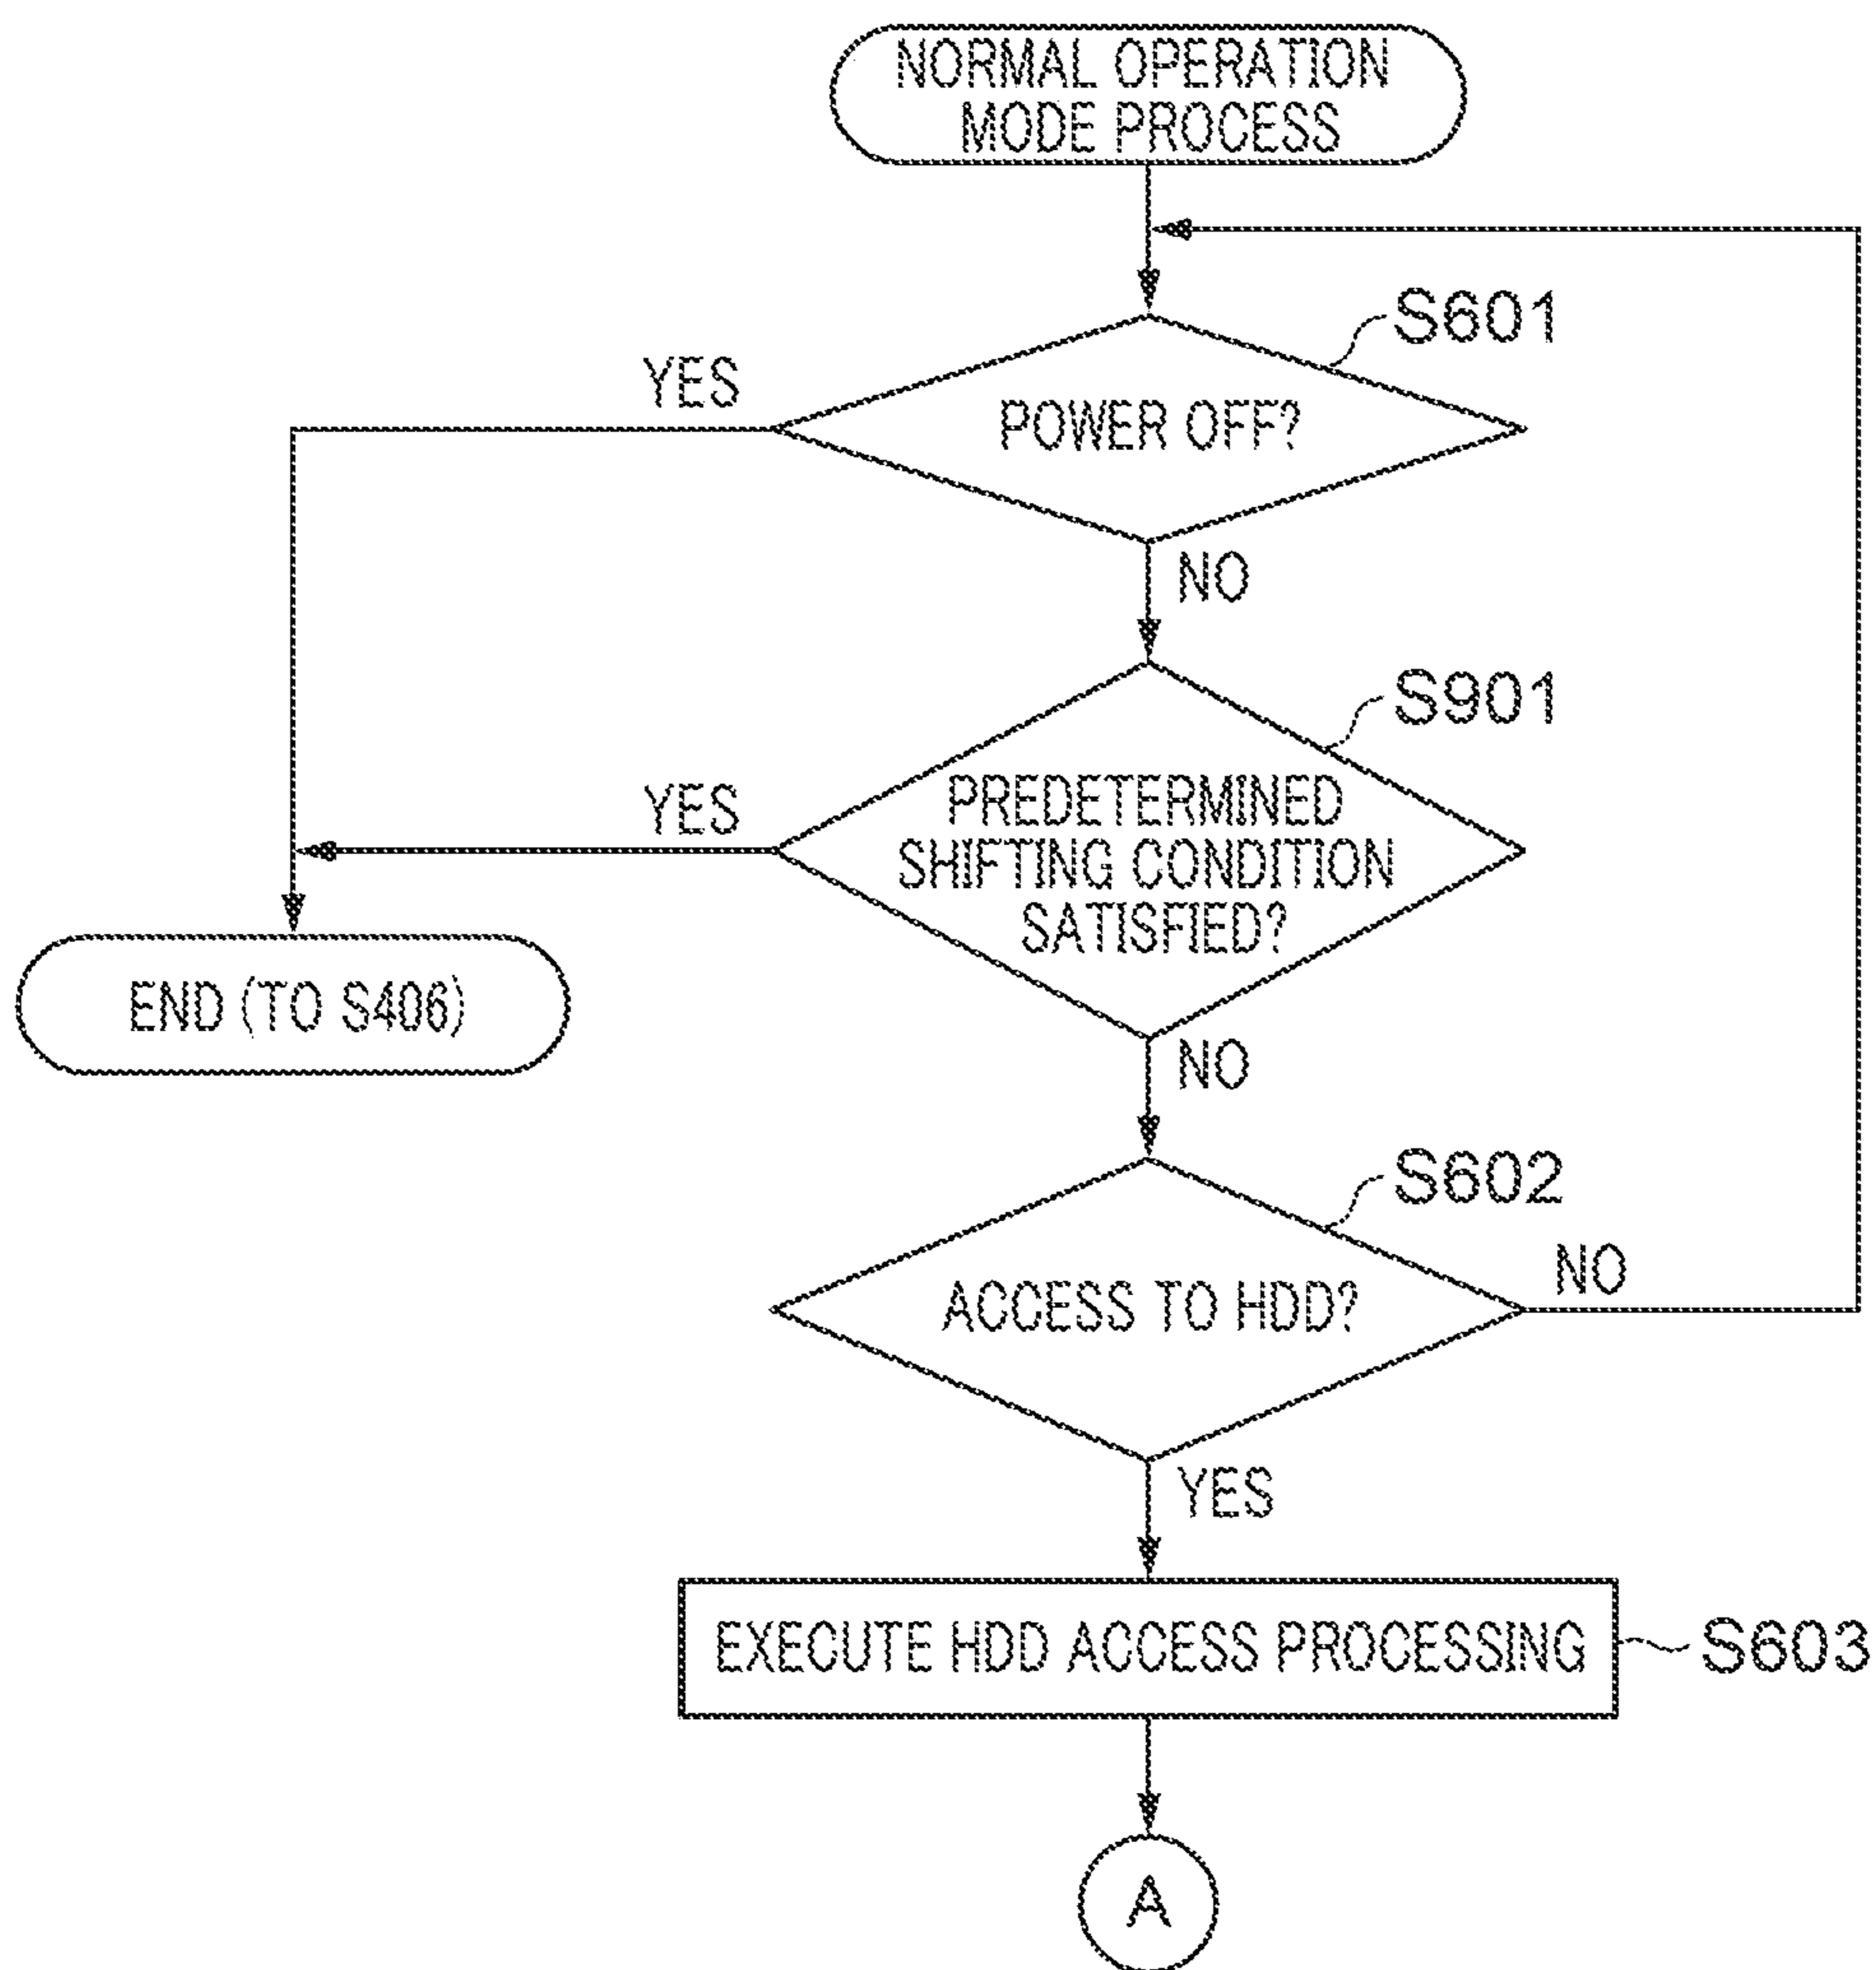 NORMAL OPERATION
MODE PROCESS
S601
YES
POWER OFF?
NO
S901
YES
PREDETERMINED
SHIFTING CONDITION
SATISFIED?
END (TO S406)
NO
S602
NO
ACCESS TO HDD?
YES
EXECUTE HDD ACCESS PROCESSING
S603
A